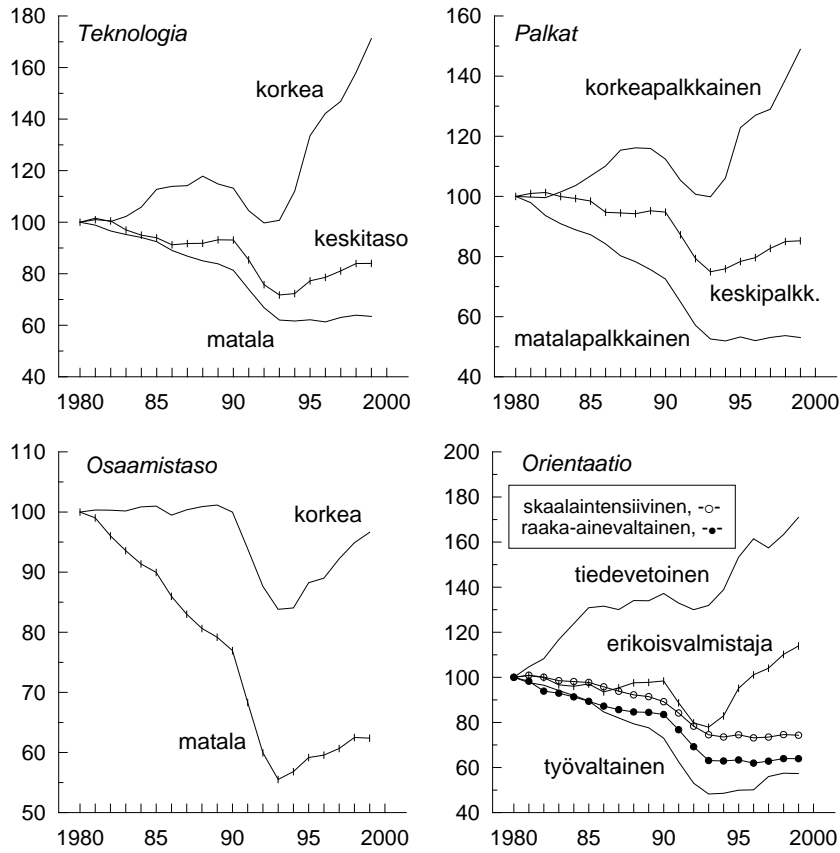 Teknologia
180
160
140
120
100
80
60
40
korkea
keskitaso
matala
1980 85 90 95 2000
Palkat
160
140
120
100
80
60
40
korkeapalkkainen
keskipalkk.
matalapalkkainen
1980 85 90 95 2000
Osaamistaso
110
100
90
80
70
60
50
korkea
matala
1980 85 90 95 2000
Orientaatio
200
180
160
140
120
100
80
60
40
skaalaintensiivinen, -o-
raaka-ainevaltainen, -●-
tiedevetoinen
erikoisvalmistaja
työvaltainen
1980 85 90 95 2000